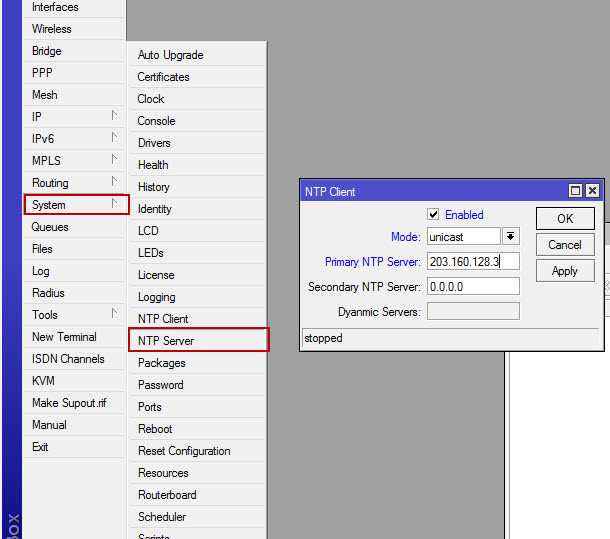 Interfaces
Wireless
Bridge
PPP
Mesh
IP
IPv6
MPLS
Routing
System
Queues
Files
Log
Radius
Tools
New Terminal
ISDN Channels
KVM
Make Supout.rif
Manual
Exit
Auto Upgrade
Certificates
Clock
Console
Drivers
Health
History
Identity
LCD
LEDs
License
Logging
NTP Client
NTP Server
Packages
Password
Ports
Reboot
Reset Configuration
Resources
Routerboard
Scheduler
Scripts
NTP Client
Enabled
OK
Mode: unicast
Cancel
Primary NTP Server: 203.160.128.3
Apply
Secondary NTP Server: 0.0.0.0
Dyanmic Servers:
stopped
Box